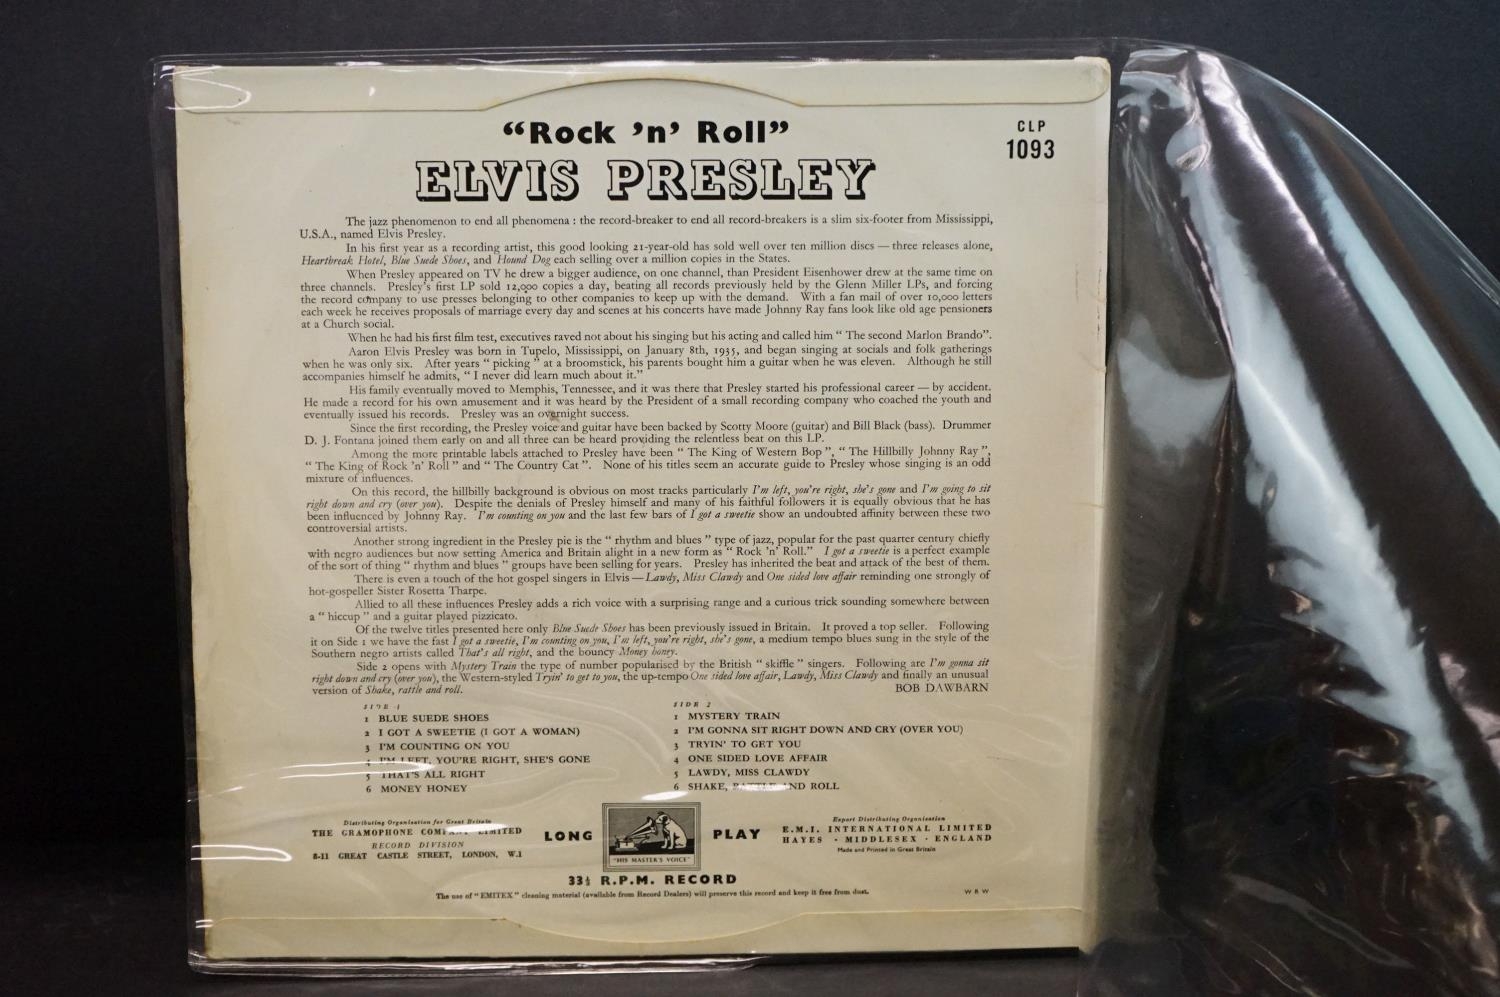 "Rock 'n' Roll"
CLP
1093
ELVIS PRESLEY
The jazz phenomenon to end all phenomena : the record-breaker to end all record-breakers is a slim six-footer from Mississippi,
U.S.A., named Elvis Presley.
In his first year as a recording artist, this good looking 21-year-old has sold well over ten million discs — three releases alone,
Heartbreak Hotel, Blue Suede Shoes, and Hound Dog each selling over a million copies in the States.
When Presley appeared on TV he drew a bigger audience, on one channel, than President Eisenhower drew at the same time on
three channels. Presley's first LP sold 12,000 copies a day, beating all records previously held by the Glenn Miller LPs, and forcing
the record company to use presses belonging to other companies to keep up with the demand. With a fan mail of over 10,000 letters
each week he receives proposals of marriage every day and scenes at his concerts have made Johnny Ray fans look like old age pensioners
at a Church social.
When he had his first film test, executives raved not about his singing but his acting and called him " The second Marlon Brando".
Aaron Elvis Presley was born in Tupelo, Mississippi, on January 8th, 1935, and began singing at socials and folk gatherings
when he was only six. After years " picking " at a broomstick, his parents bought him a guitar when he was eleven. Although he still
accompanies himself he admits, " I never did learn much about it."
His family eventually moved to Memphis, Tennessee, and it was there that Presley started his professional career — by accident.
He made a record for his own amusement and it was heard by the President of a small recording company who coached the youth and
eventually issued his records. Presley was an overnight success.
Since the first recording, the Presley voice and guitar have been backed by Scotty Moore (guitar) and Bill Black (bass). Drummer
D. J. Fontana joined them early on and all three can be heard providing the relentless beat on this LP.
Among the more printable labels attached to Presley have been " The King of Western Bop ", " The Hillbilly Johnny Ray ",
" The King of Rock 'n' Roll " and " The Country Cat ". None of his titles seem an accurate guide to Presley whose singing is an odd
mixture of influences.
On this record, the hillbilly background is obvious on most tracks particularly I'm left, you're right, she's gone and I'm going to sit
right down and cry (over you). Despite the denials of Presley himself and many of his faithful followers it is equally obvious that he has
been influenced by Johnny Ray. I'm counting on you and the last few bars of I got a sweetie show an undoubted affinity between these two
controversial artists.
Another strong ingredient in the Presley pie is the " rhythm and blues " type of jazz, popular for the past quarter century chiefly
with negro audiences but now setting America and Britain alight in a new form as " Rock 'n' Roll." I got a sweetie is a perfect example
of the sort of thing " rhythm and blues " groups have been selling for years. Presley has inherited the beat and attack of the best of them.
There is even a touch of the hot gospel singers in Elvis — Lawdy, Miss Clawdy and One sided love affair reminding one strongly of
hot-gospeller Sister Rosetta Tharpe.
Allied to all these influences Presley adds a rich voice with a surprising range and a curious trick sounding somewhere between
a " hiccup " and a guitar played pizzicato.
Of the twelve titles presented here only Blue Suede Shoes has been previously issued in Britain. It proved a top seller. Following
it on Side 1 we have the fast I got a sweetie, I'm counting on you, I'm left, you're right, she's gone, a medium tempo blues sung in the style of the
Southern negro artists called That's all right, and the bouncy Money honey.
Side 2 opens with Mystery Train the type of number popularised by the British " skiffle " singers. Following are I'm gonna sit
right down and cry (over you), the Western-styled Tryin' to get to you, the up-tempo One sided love affair, Lawdy, Miss Clawdy and finally an unusual
version of Shake, rattle and roll.
BOB DAWBARN
SIDE 1
1 BLUE SUEDE SHOES
2 I GOT A SWEETIE (I GOT A WOMAN)
3 I'M COUNTING ON YOU
4 I'M LEFT, YOU'RE RIGHT, SHE'S GONE
5 THAT'S ALL RIGHT
6 MONEY HONEY
SIDE 2
1 MYSTERY TRAIN
2 I'M GONNA SIT RIGHT DOWN AND CRY (OVER YOU)
3 TRYIN' TO GET YOU
4 ONE SIDED LOVE AFFAIR
5 LAWDY, MISS CLAWDY
6 SHAKE, RATTLE AND ROLL
Distributing Organisation for Great Britain
THE GRAMOPHONE COMPANY LIMITED
RECORD DIVISION
8-11 GREAT CASTLE STREET, LONDON, W.1
LONG PLAY
"HIS MASTER'S VOICE"
33⅓ R.P.M. RECORD
Export Distributing Organisation
E.M.I. INTERNATIONAL LIMITED
HAYES · MIDDLESEX · ENGLAND
Made and Printed in Great Britain
The use of " EMITEX " cleaning material (available from Record Dealers) will preserve this record and keep it free from dust.
W R W